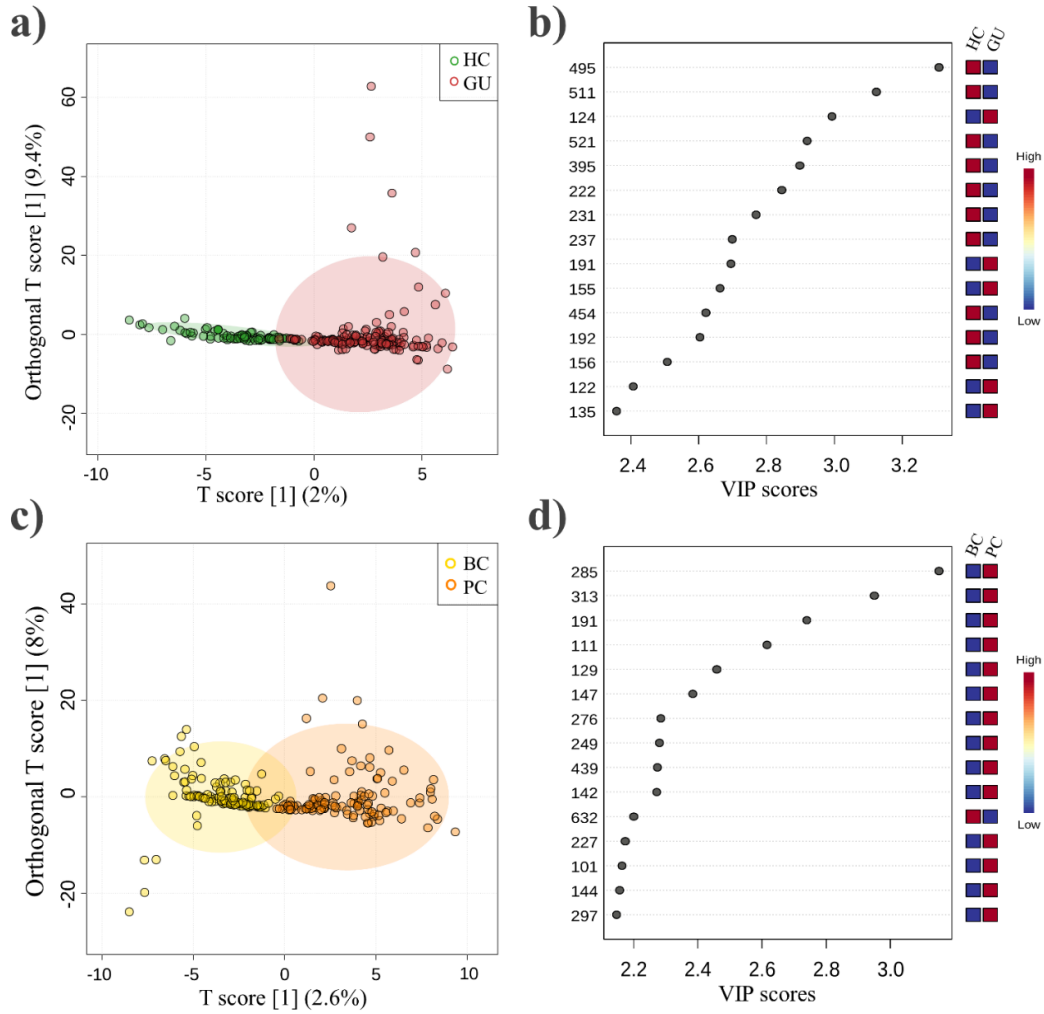 a)
HC
GU
60
40
20
0
-20
-10
-5
0
5
Orthogonal T score [1] (9.4%)
T score [1] (2%)
b)
HC
GU
495
511
124
521
395
222
231
237
191
155
454
192
156
122
135
2.4
2.6
2.8
3.0
3.2
VIP scores
High
Low
c)
BC
PC
40
20
0
-20
-10
-5
0
5
10
Orthogonal T score [1] (8%)
T score [1] (2.6%)
d)
BC
PC
285
313
191
111
129
147
276
249
439
142
632
227
101
144
297
2.2
2.4
2.6
2.8
3.0
VIP scores
High
Low